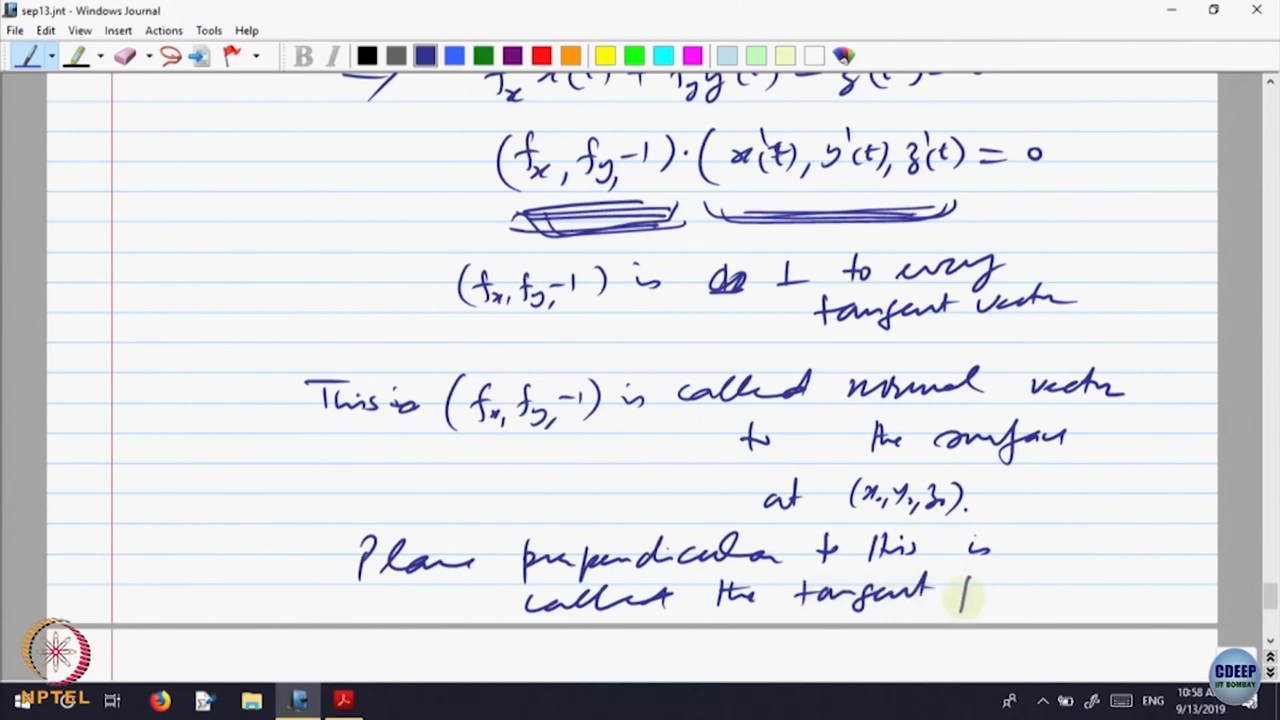 sep13.jnt - Windows Journal
File Edit View Insert Actions Tools Help
(fx, fy, -1) · (x'(t), y'(t), z'(t) = 0
(fx, fy, -1) is ⊥ to every
tangent vector
This is (fx, fy, -1) is called normal vector
to the surface
at (x₀, y₀, z₀).
Plane perpendicular to this is
called the tangent
NPTEL
CDEEP
IIT BOMBAY
ENG
10:58 A
9/13/2019